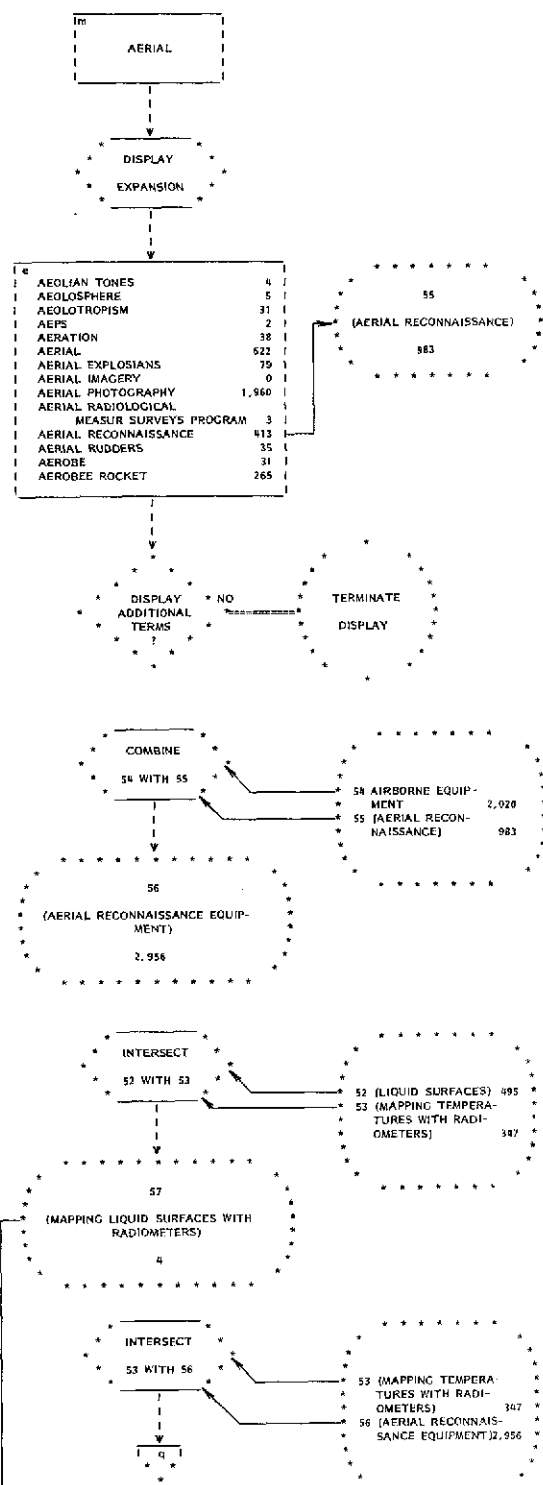 m
AERIAL
DISPLAY
EXPANSION
e
AEOLIAN TONES 4
AEOLOSPHERE 5
AEOLOTROPISM 31
AEPS 2
AERATION 38
AERIAL 622
AERIAL EXPLOSIANS 79
AERIAL IMAGERY 0
AERIAL PHOTOGRAPHY 1,960
AERIAL RADIOLOGICAL
MEASUR SURVEYS PROGRAM 3
AERIAL RECONNAISSANCE 413
AERIAL RUDDERS 35
AEROBE 31
AEROBEE ROCKET 265
55
(AERIAL RECONNAISSANCE)
983
DISPLAY
ADDITIONAL
TERMS
?
NO
TERMINATE
DISPLAY
COMBINE
54 WITH 55
54 AIRBORNE EQUIP-
MENT 2,020
55 (AERIAL RECON-
NAISSANCE) 983
56
(AERIAL RECONNAISSANCE EQUIP-
MENT)
2,956
INTERSECT
52 WITH 53
52 (LIQUID SURFACES) 495
53 (MAPPING TEMPERA-
TURES WITH RADI-
OMETERS) 347
57
(MAPPING LIQUID SURFACES WITH
RADIOMETERS)
4
INTERSECT
53 WITH 56
53 (MAPPING TEMPERA-
TURES WITH RADI-
OMETERS) 347
56 (AERIAL RECONNAIS-
SANCE EQUIPMENT)2,956
q